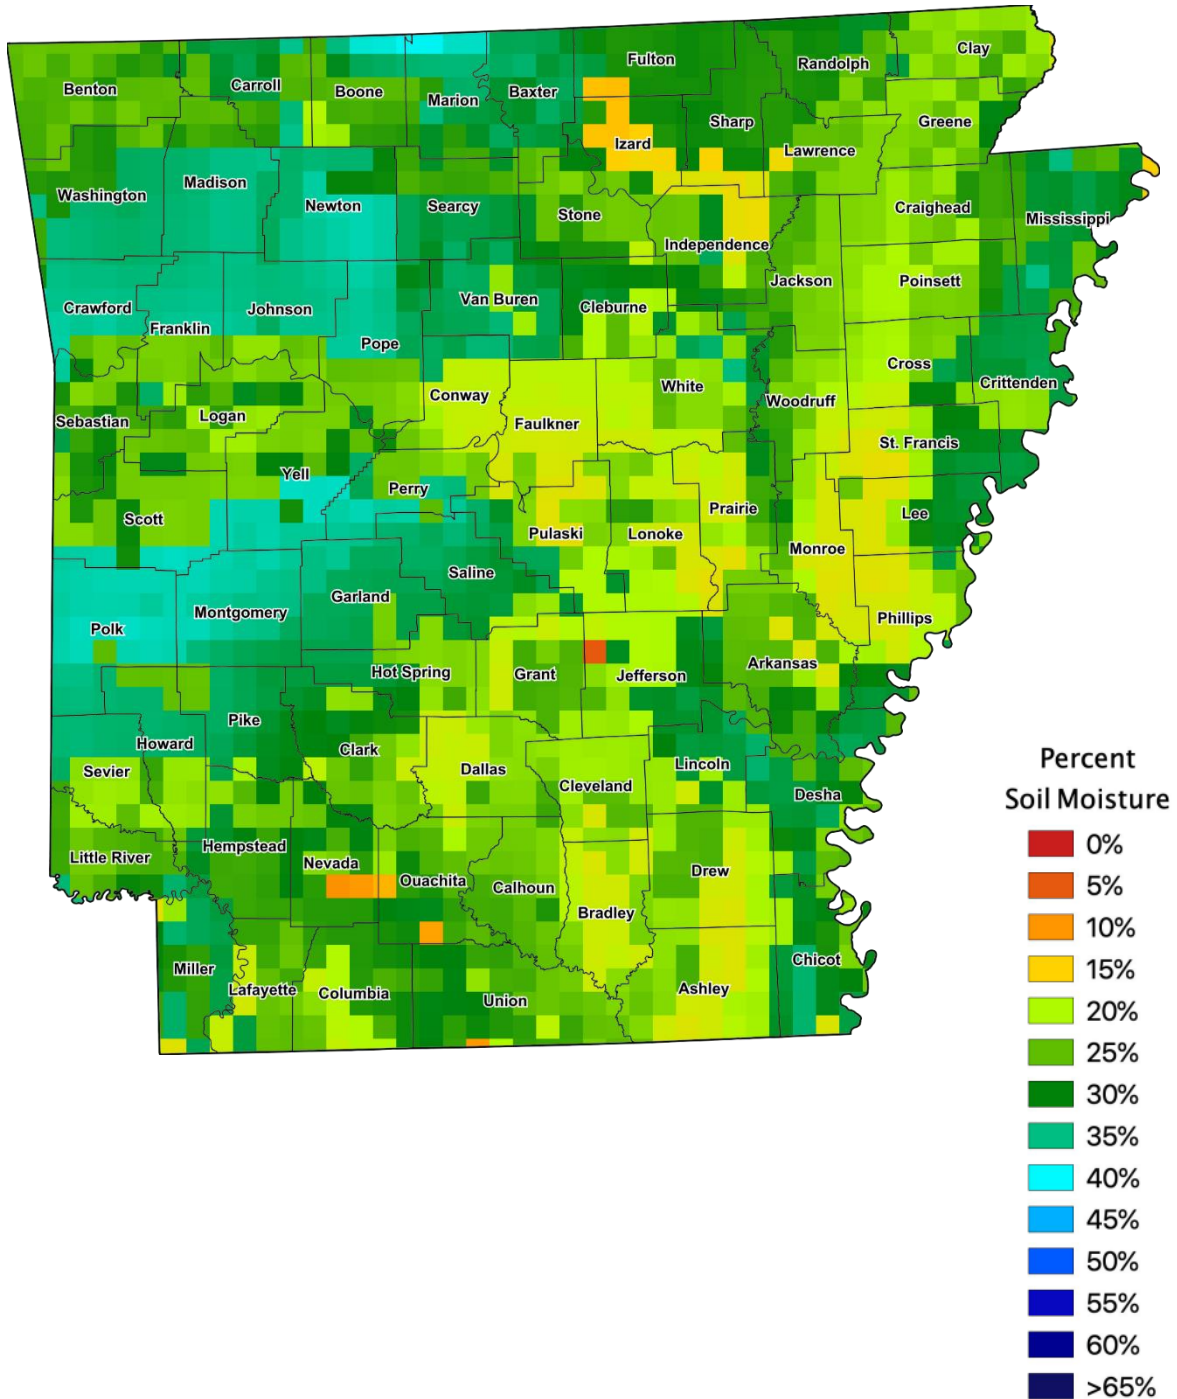 Clay
Fulton
Randolph
Benton
Carroll
Boone
Marion
Baxter
Sharp
Greene
Izard
Lawrence
Washington
Madison
Newton
Searcy
Stone
Craighead
Mississippi
Independence
Crawford
Franklin
Johnson
Van Buren
Cleburne
Jackson
Poinsett
Pope
Cross
Crittenden
Sebastian
Logan
Conway
Faulkner
White
Woodruff
St. Francis
Yell
Perry
Scott
Pulaski
Lonoke
Prairie
Lee
Monroe
Saline
Garland
Montgomery
Polk
Phillips
Hot Spring
Grant
Jefferson
Arkansas
Pike
Howard
Clark
Sevier
Dallas
Cleveland
Lincoln
Desha
Little River
Hempstead
Nevada
Ouachita
Calhoun
Drew
Bradley
Miller
Lafayette
Columbia
Union
Ashley
Chicot
Percent
Soil Moisture
0%
5%
10%
15%
20%
25%
30%
35%
40%
45%
50%
55%
60%
>65%